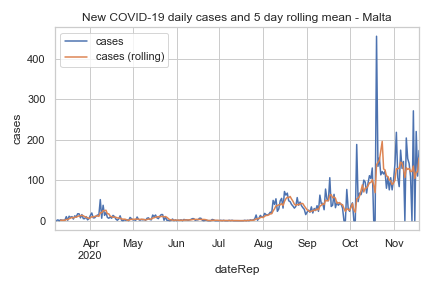 New COVID-19 daily cases and 5 day rolling mean - Malta
cases
cases (rolling)
400
300
200
100
0
cases
Apr
2020
May
Jun
Jul
Aug
Sep
Oct
Nov
dateRep